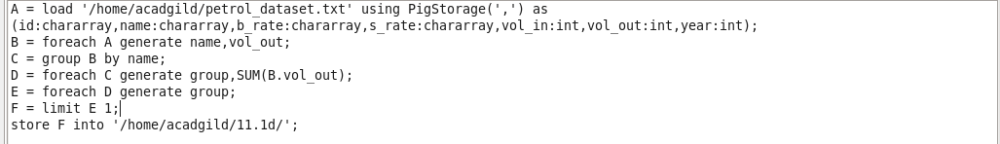 A = load '/home/acadgild/petrol_dataset.txt' using PigStorage(',') as
(id:chararray,name:chararray,b_rate:chararray,s_rate:chararray,vol_in:int,vol_out:int,year:int);
B = foreach A generate name,vol_out;
C = group B by name;
D = foreach C generate group,SUM(B.vol_out);
E = foreach D generate group;
F = limit E 1;
store F into '/home/acadgild/11.1d/';